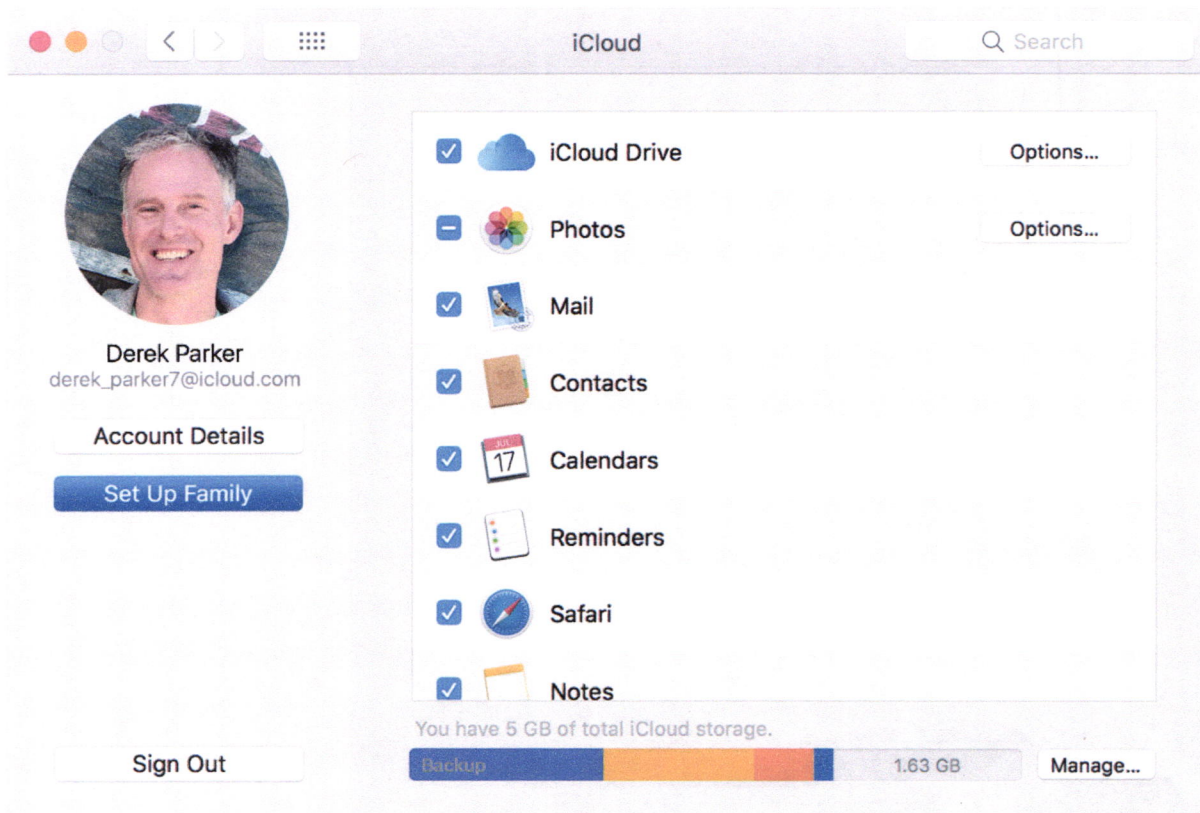 iCloud
Search
Derek Parker
derek_parker7@icloud.com
Account Details
Set Up Family
Sign Out
iCloud Drive
Options...
Photos
Options...
Mail
Contacts
JUL
17
Calendars
Reminders
Safari
Notes
You have 5 GB of total iCloud storage.
Backup
1.63 GB
Manage...